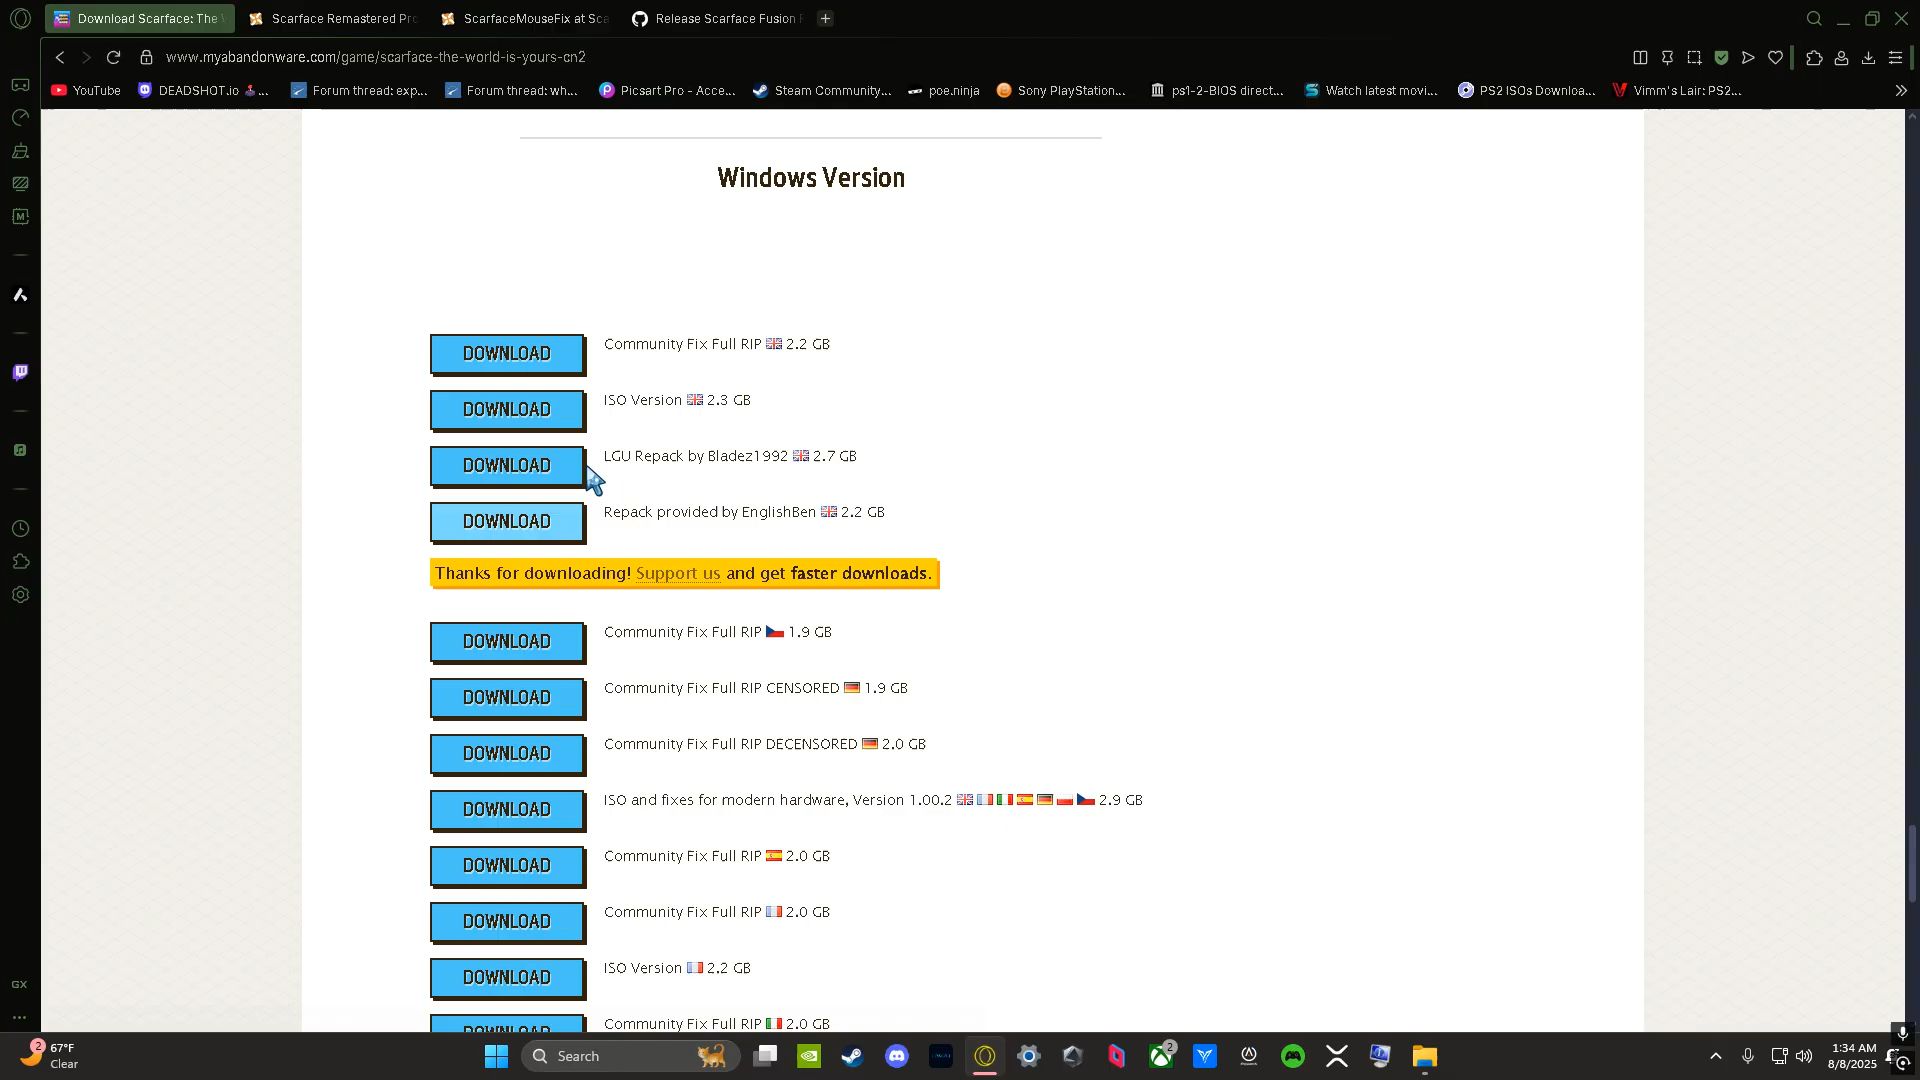 Download Scarface: The W
Scarface Remastered Pro
ScarfaceMouseFix at Sca
Release Scarface Fusion F
www.myabandonware.com/game/scarface-the-world-is-yours-cn2
YouTube
DEADSHOT.io 🕹️ ...
Forum thread: exp...
Forum thread: wh...
Picsart Pro - Acce...
Steam Community...
poe.ninja
Sony PlayStation...
ps1-2-BIOS direct...
Watch latest movi...
PS2 ISOs Downloa...
Vimm's Lair: PS2...
Windows Version
DOWNLOAD Community Fix Full RIP 2.2 GB
DOWNLOAD ISO Version 2.3 GB
DOWNLOAD LGU Repack by Bladez1992 2.7 GB
DOWNLOAD Repack provided by EnglishBen 2.2 GB
Thanks for downloading! Support us and get faster downloads.
DOWNLOAD Community Fix Full RIP 1.9 GB
DOWNLOAD Community Fix Full RIP CENSORED 1.9 GB
DOWNLOAD Community Fix Full RIP DECENSORED 2.0 GB
DOWNLOAD ISO and fixes for modern hardware, Version 1.00.2 2.9 GB
DOWNLOAD Community Fix Full RIP 2.0 GB
DOWNLOAD Community Fix Full RIP 2.0 GB
DOWNLOAD ISO Version 2.2 GB
DOWNLOAD Community Fix Full RIP 2.0 GB
GX
2
67°F
Clear
Search
2
1:34 AM
8/8/2025